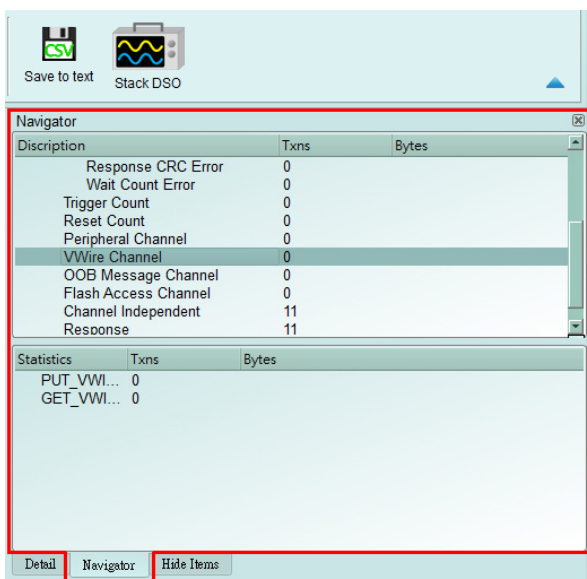 CSV
Save to text Stack DSO
Navigator
Discription Txns Bytes
Response CRC Error 0
Wait Count Error 0
Trigger Count 0
Reset Count 0
Peripheral Channel 0
VWire Channel 0
OOB Message Channel 0
Flash Access Channel 0
Channel Independent 11
Response 11
Statistics Txns Bytes
PUT_VWI... 0
GET_VWI... 0
Detail Navigator Hide Items